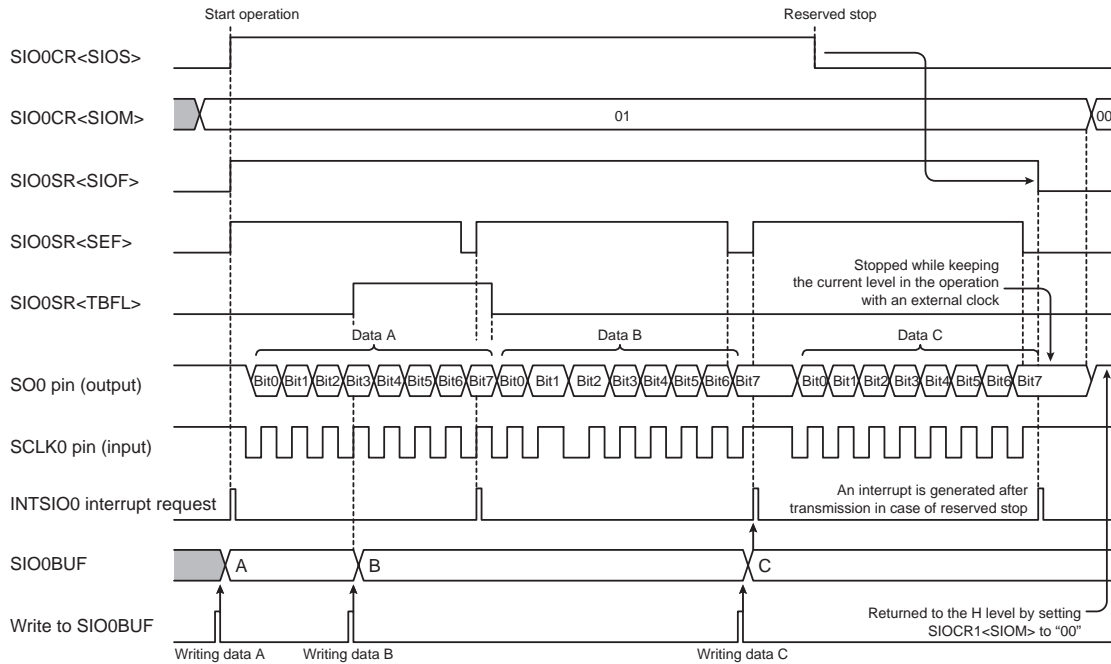 Start operation
Reserved stop
SIO0CR<SIOS>
SIO0CR<SIOM>
01
00
SIO0SR<SIOF>
SIO0SR<SEF>
Stopped while keeping
the current level in the operation
with an external clock
SIO0SR<TBFL>
Data A
Data B
Data C
SO0 pin (output)
Bit0 Bit1 Bit2 Bit3 Bit4 Bit5 Bit6 Bit7 Bit0 Bit1 Bit2 Bit3 Bit4 Bit5 Bit6 Bit7 Bit0 Bit1 Bit2 Bit3 Bit4 Bit5 Bit6 Bit7
SCLK0 pin (input)
INTSIO0 interrupt request
An interrupt is generated after
transmission in case of reserved stop
SIO0BUF
A
B
C
Write to SIO0BUF
Returned to the H level by setting
SIOCR1<SIOM> to “00”
Writing data A
Writing data B
Writing data C